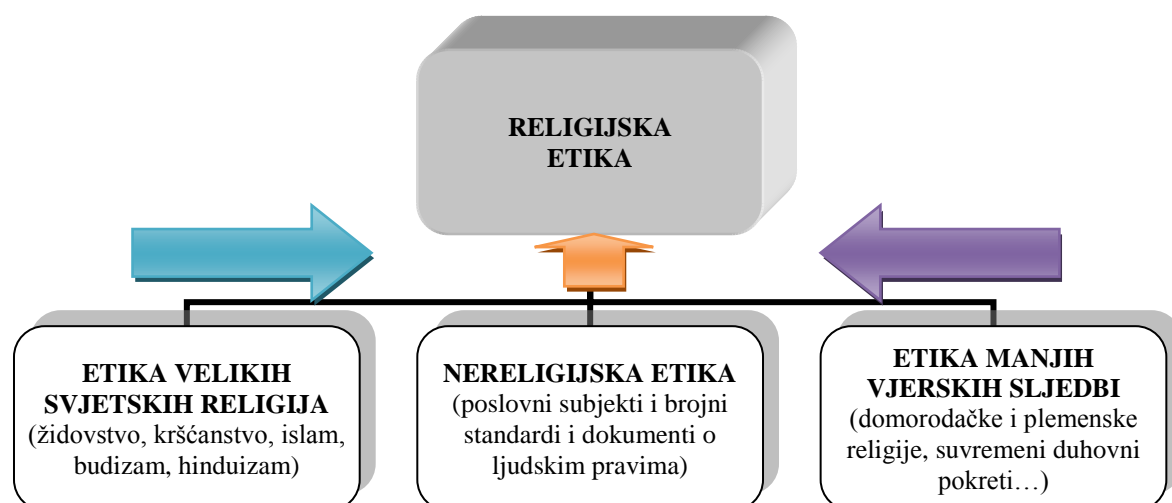 RELIGIJSKA
ETIKA
ETIKA VELIKIH
SVJETSKIH RELIGIJA
(židovstvo, kršćanstvo, islam,
budizam, hinduizam)
NERELIGIJSKA ETIKA
(poslovni subjekti i brojni
standardi i dokumenti o
ljudskim pravima)
ETIKA MANJIH
VJERSKIH SLJEDBI
(domorodačke i plemenske
religije, suvremeni duhovni
pokreti…)